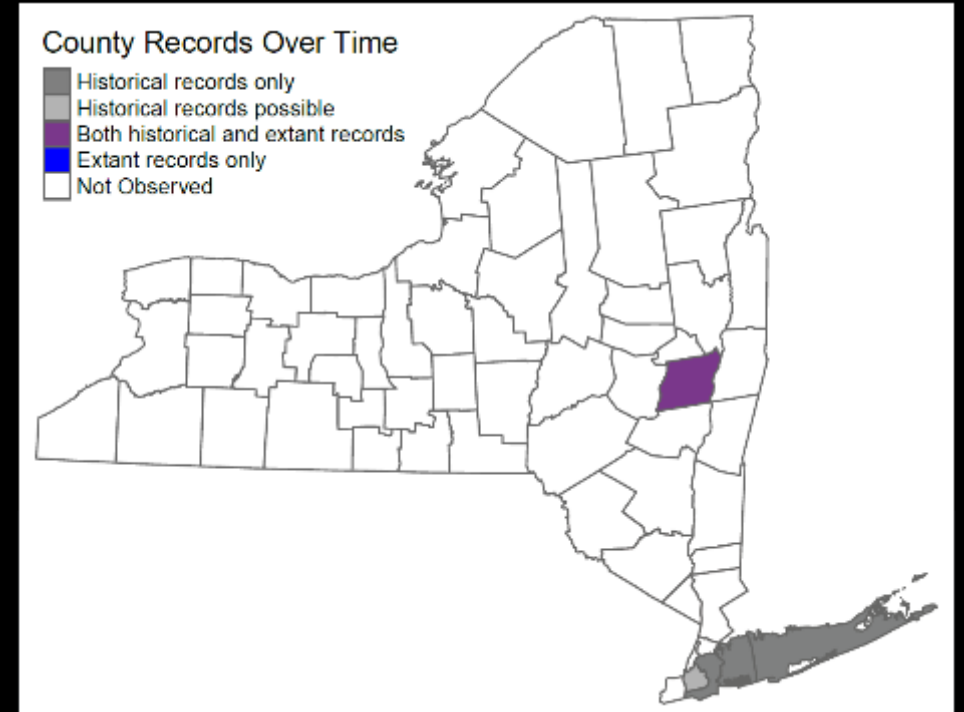 County Records Over Time
Historical records only
Historical records possible
Both historical and extant records
Extant records only
Not Observed